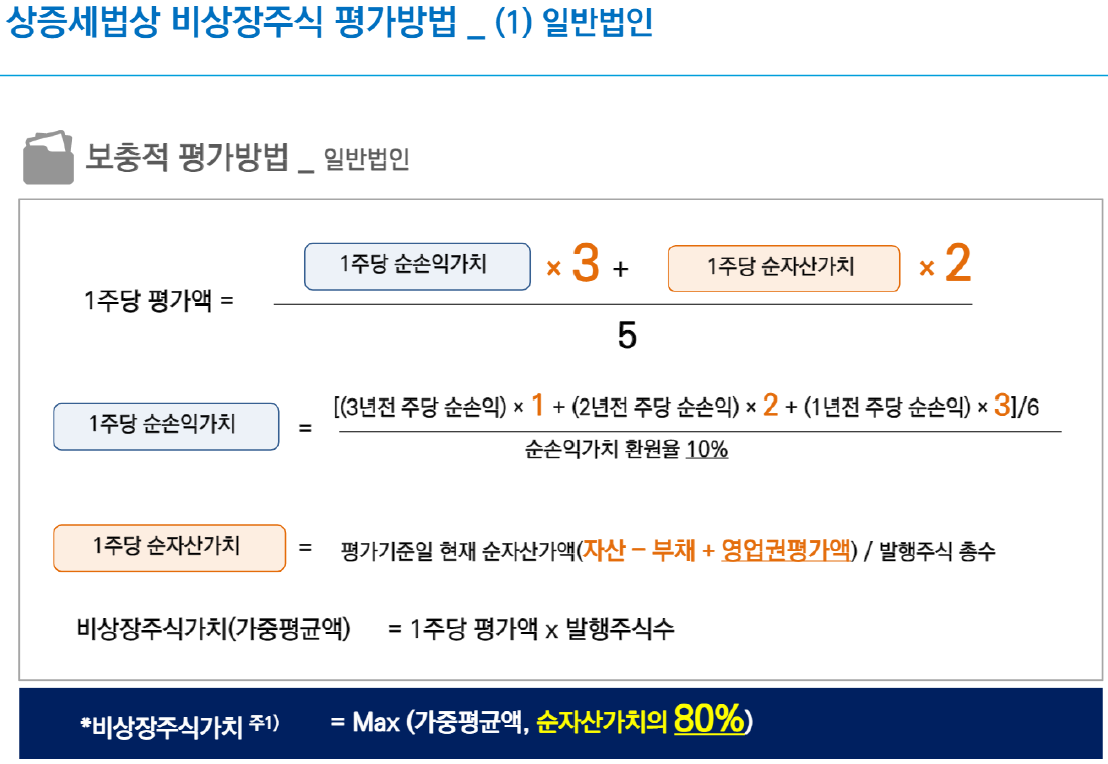 상증세법상 비상장주식 평가방법 _ (1) 일반법인
보충적 평가방법 _ 일반법인
1주당 평가액 =
1주당 순손익가치 × 3 + 1주당 순자산가치 × 2
5
1주당 순손익가치 =
[(3년전 주당 순손익) × 1 + (2년전 주당 순손익) × 2 + (1년전 주당 순손익) × 3]/6
순손익가치 환원율 10%
1주당 순자산가치 = 평가기준일 현재 순자산가액(자산 – 부채 + 영업권평가액) / 발행주식 총수
비상장주식가치(가중평균액) = 1주당 평가액 x 발행주식수
*비상장주식가치 주1) = Max (가중평균액, 순자산가치의 80%)